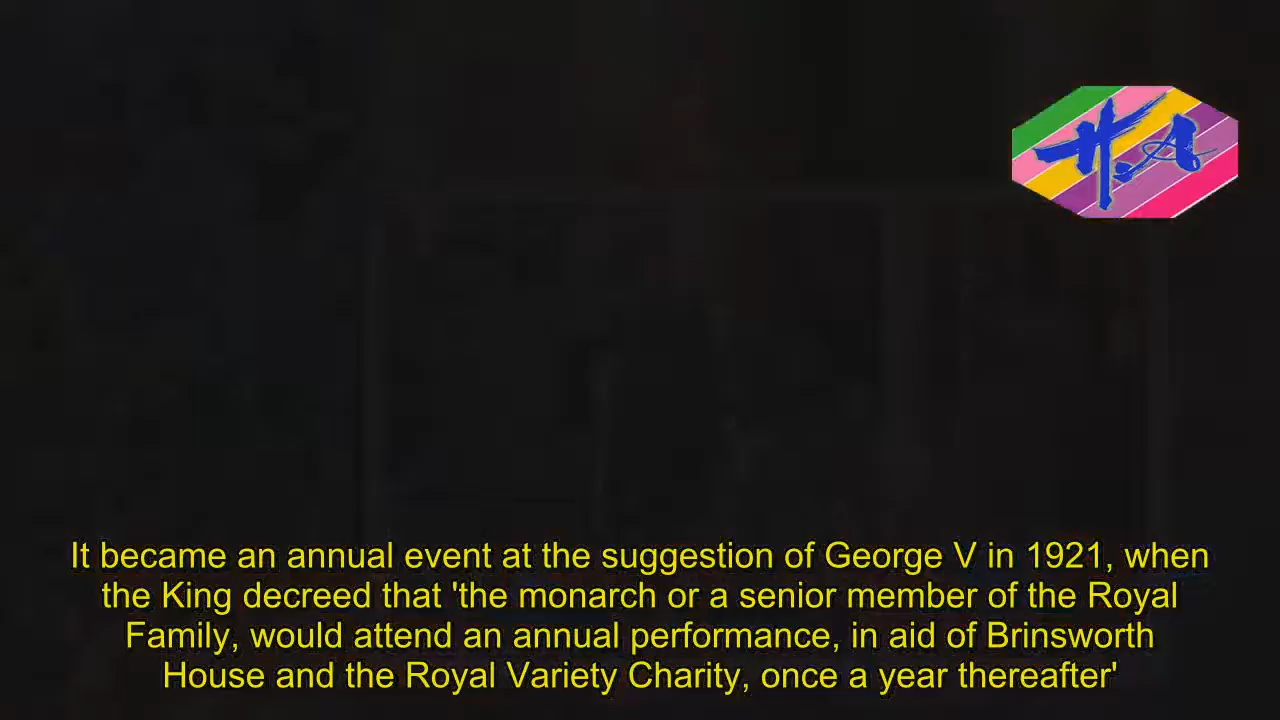 HA
It became an annual event at the suggestion of George V in 1921, when
the King decreed that 'the monarch or a senior member of the Royal
Family, would attend an annual performance, in aid of Brinsworth
House and the Royal Variety Charity, once a year thereafter'